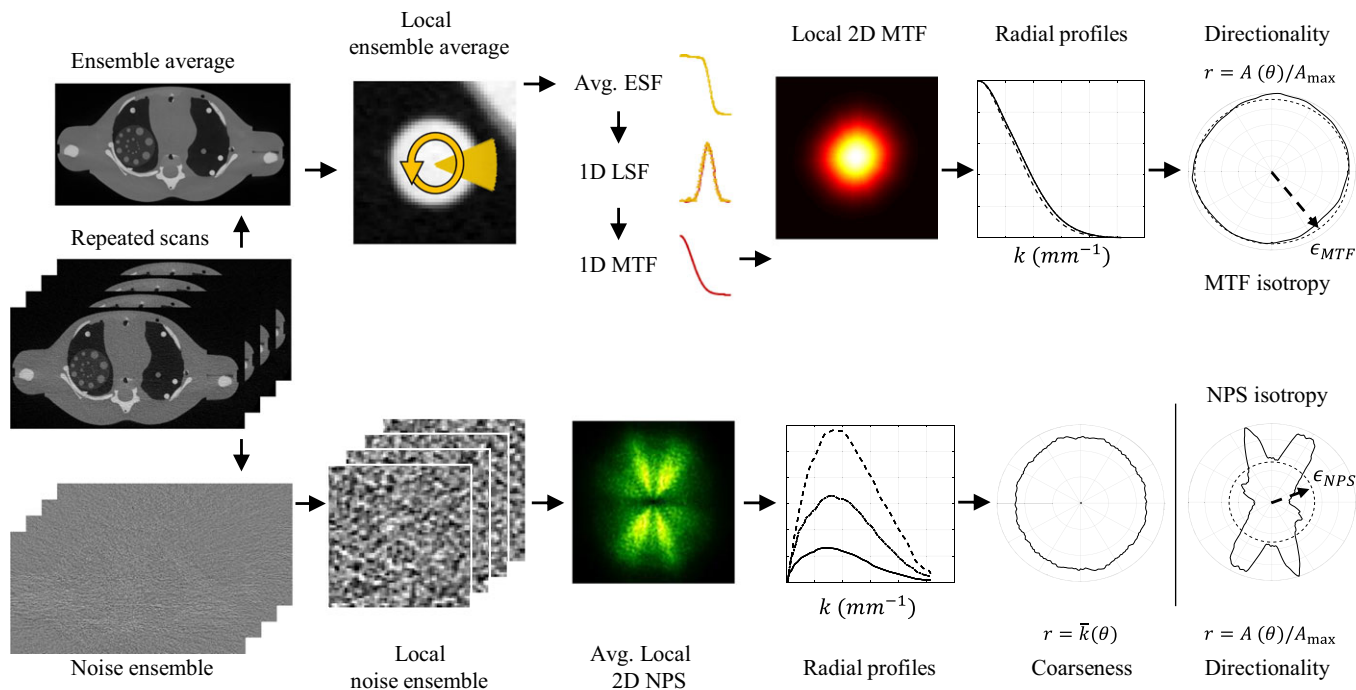 Ensemble average
Local
ensemble average
Avg. ESF
1D LSF
1D MTF
Local 2D MTF
Radial profiles
k (mm⁻¹)
Directionality
r = A (θ)/A_max
ϵ_MTF
MTF isotropy
Repeated scans
Noise ensemble
Local
noise ensemble
Avg. Local
2D NPS
k (mm⁻¹)
Radial profiles
r = k̄(θ)
Coarseness
NPS isotropy
ϵ_NPS
r = A (θ)/A_max
Directionality